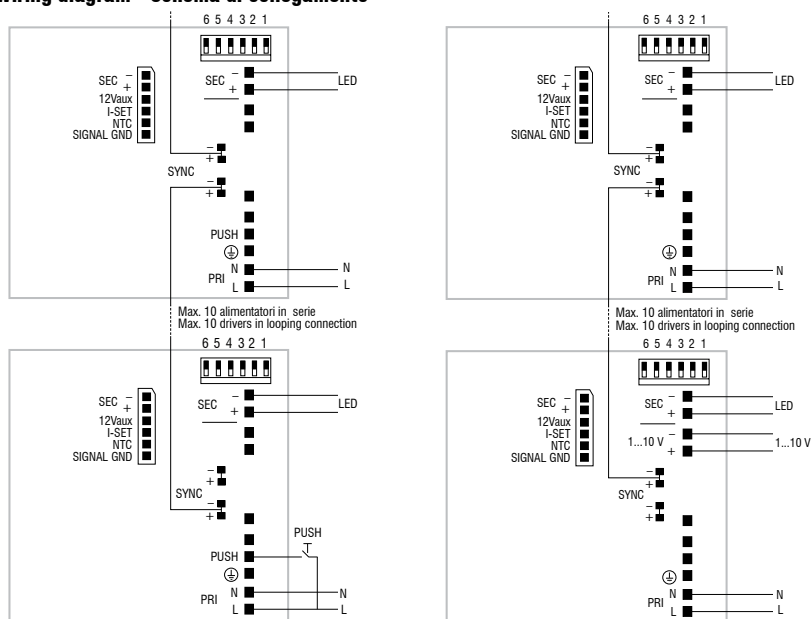 wiring diagram - schema di collegamento
6 5 4 3 2 1
SEC –
+
12Vaux
I-SET
NTC
SIGNAL GND
SEC –
+
LED
–
+
SYNC
–
+
PUSH
PRI N
L
N
L
Max. 10 alimentatori in serie
Max. 10 drivers in looping connection
6 5 4 3 2 1
SEC –
+
12Vaux
I-SET
NTC
SIGNAL GND
SEC –
+
LED
–
+
SYNC
–
+
PUSH
PUSH
PRI N
L
N
L
6 5 4 3 2 1
SEC –
+
12Vaux
I-SET
NTC
SIGNAL GND
SEC –
+
LED
–
+
SYNC
–
+
PRI N
L
N
L
Max. 10 alimentatori in serie
Max. 10 drivers in looping connection
6 5 4 3 2 1
SEC –
+
12Vaux
I-SET
NTC
SIGNAL GND
SEC –
+
LED
1...10 V –
+
1...10 V
–
+
SYNC
–
+
PRI N
L
N
L